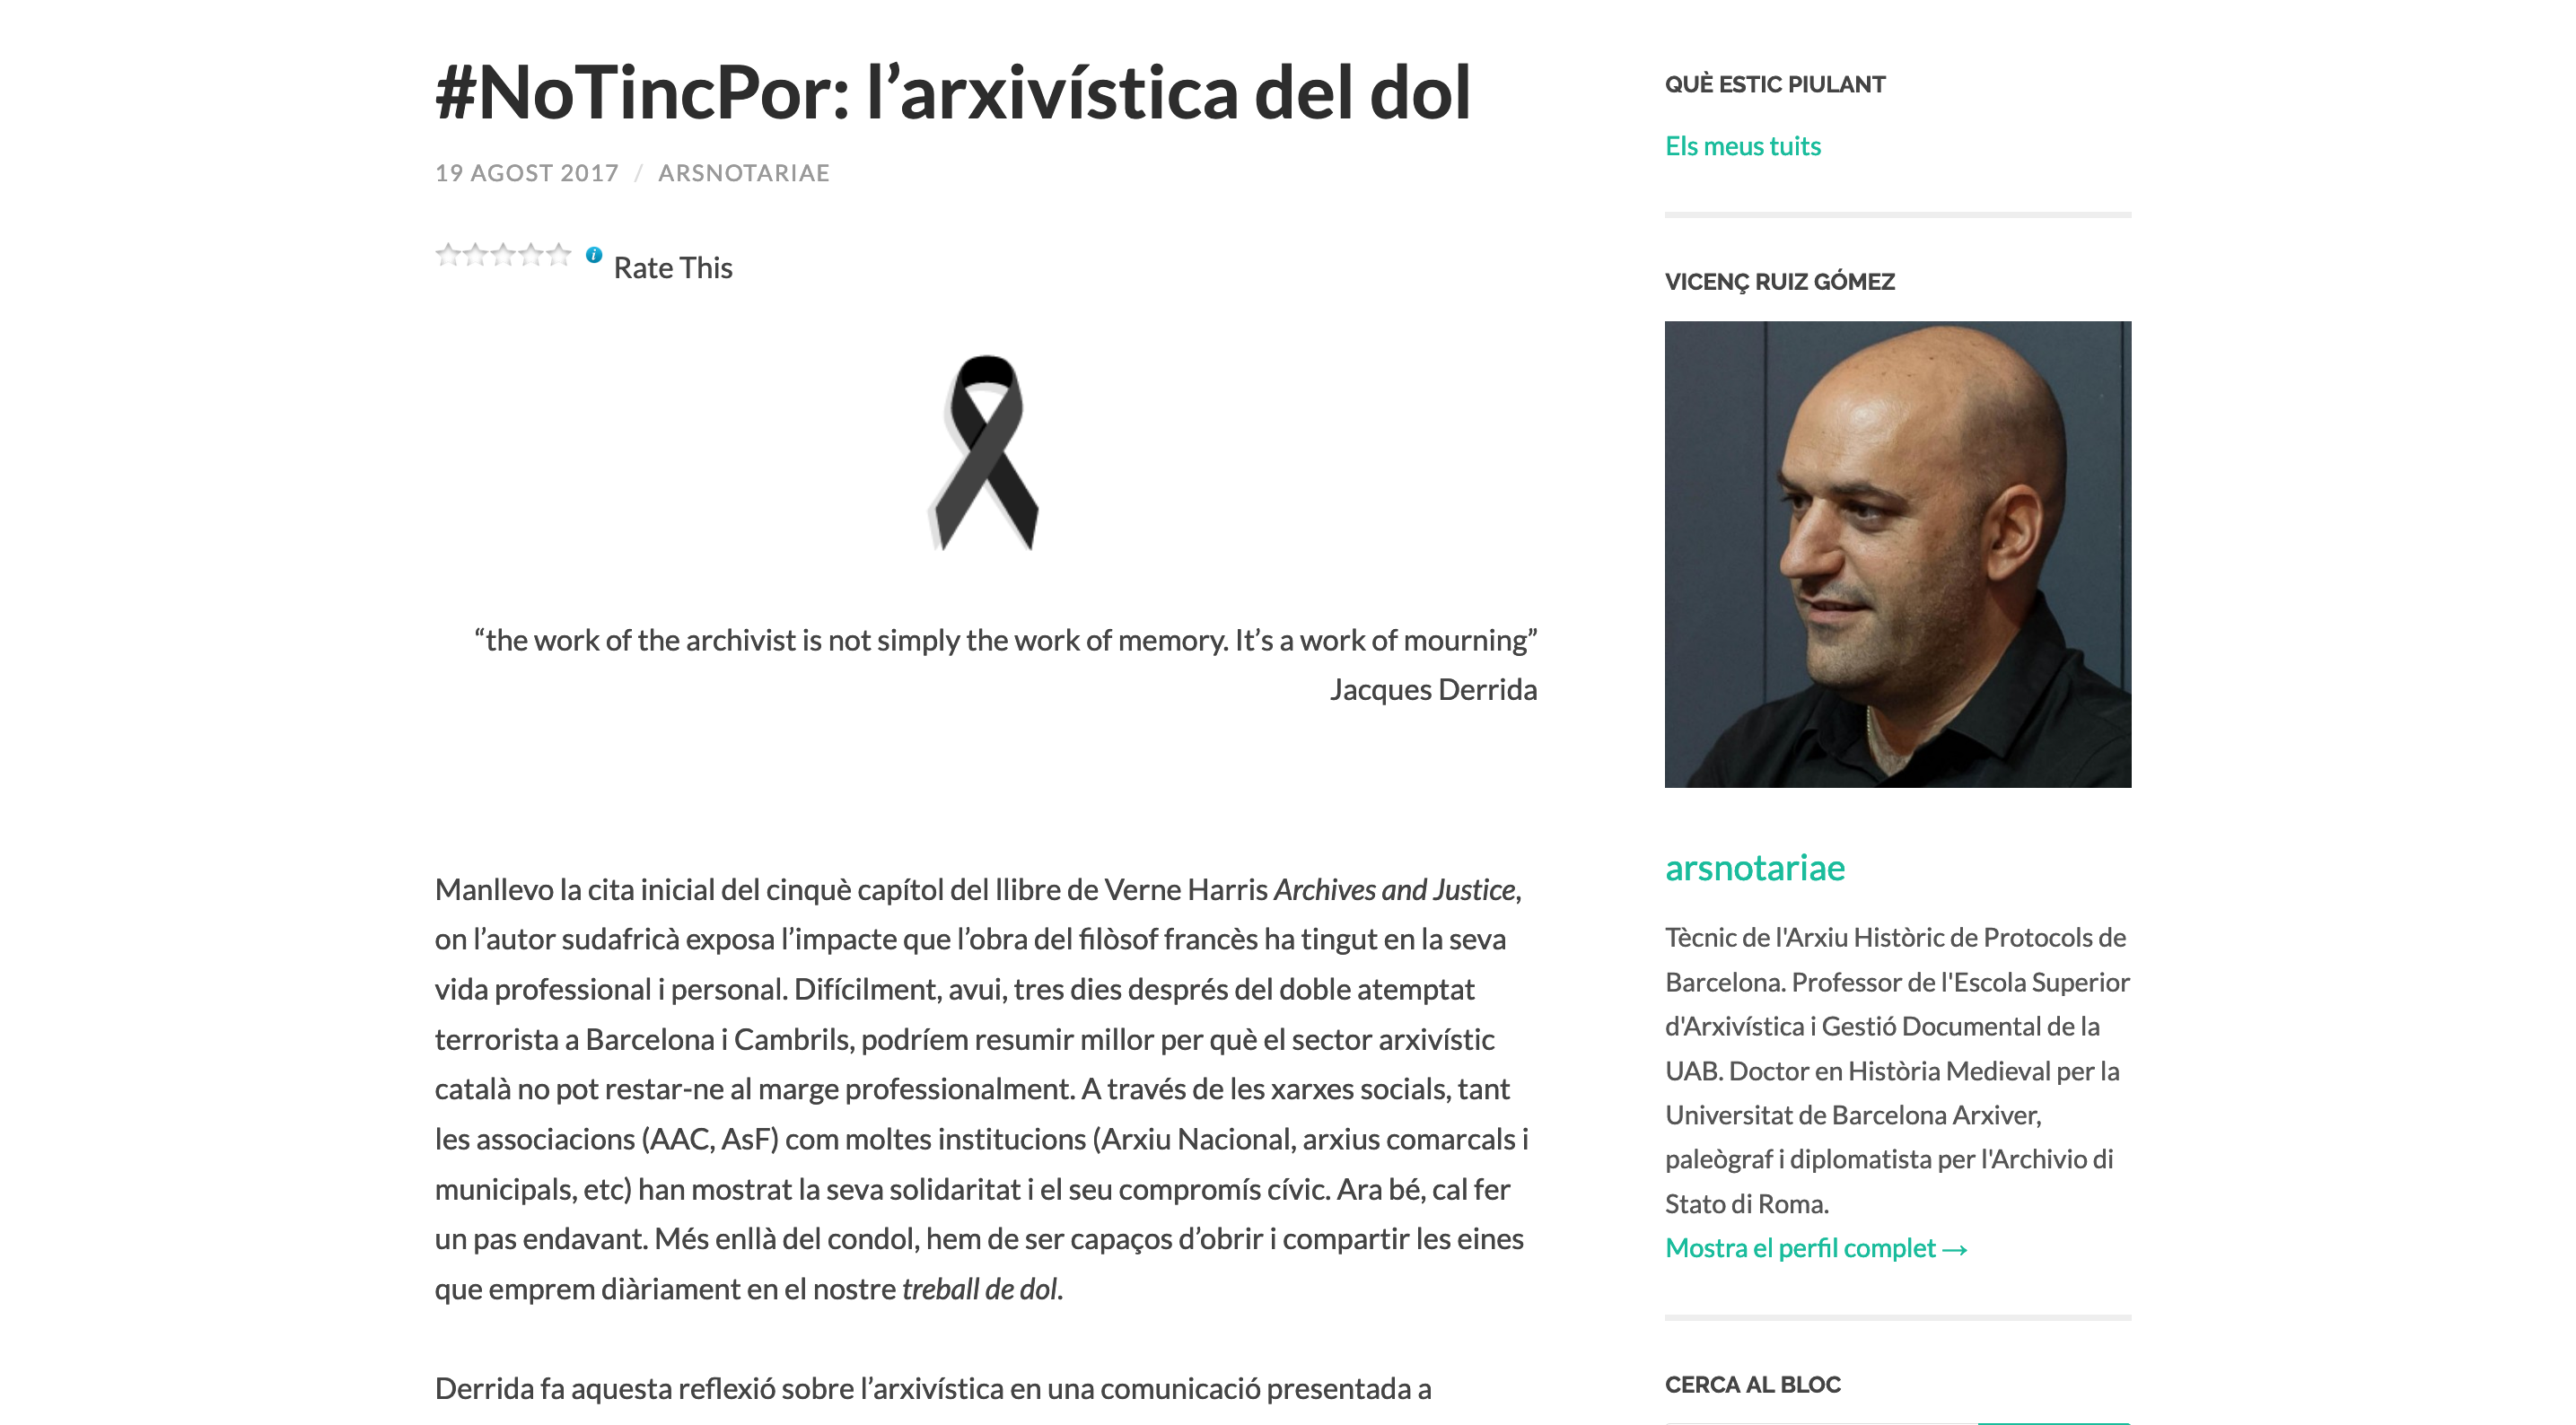 #NoTincPor: l’arxivística del dol
19 AGOST 2017 / ARSNOTARIAE
Rate This
“the work of the archivist is not simply the work of memory. It’s a work of mourning”
Jacques Derrida
Manllevo la cita inicial del cinquè capítol del llibre de Verne Harris Archives and Justice,
on l’autor sudafricà exposa l’impacte que l’obra del filòsof francès ha tingut en la seva
vida professional i personal. Difícilment, avui, tres dies després del doble atemptat
terrorista a Barcelona i Cambrils, podríem resumir millor per què el sector arxivístic
català no pot restar-ne al marge professionalment. A través de les xarxes socials, tant
les associacions (AAC, AsF) com moltes institucions (Arxiu Nacional, arxius comarcals i
municipals, etc) han mostrat la seva solidaritat i el seu compromís cívic. Ara bé, cal fer
un pas endavant. Més enllà del condol, hem de ser capaços d’obrir i compartir les eines
que emprem diàriament en el nostre treball de dol.
Derrida fa aquesta reflexió sobre l’arxivística en una comunicació presentada a
QUÈ ESTIC PIULANT
Els meus tuits
VICENÇ RUIZ GÓMEZ
arsnotariae
Tècnic de l'Arxiu Històric de Protocols de
Barcelona. Professor de l'Escola Superior
d'Arxivística i Gestió Documental de la
UAB. Doctor en Història Medieval per la
Universitat de Barcelona Arxiver,
paleògraf i diplomatista per l'Archivio di
Stato di Roma.
Mostra el perfil complet →
CERCA AL BLOC